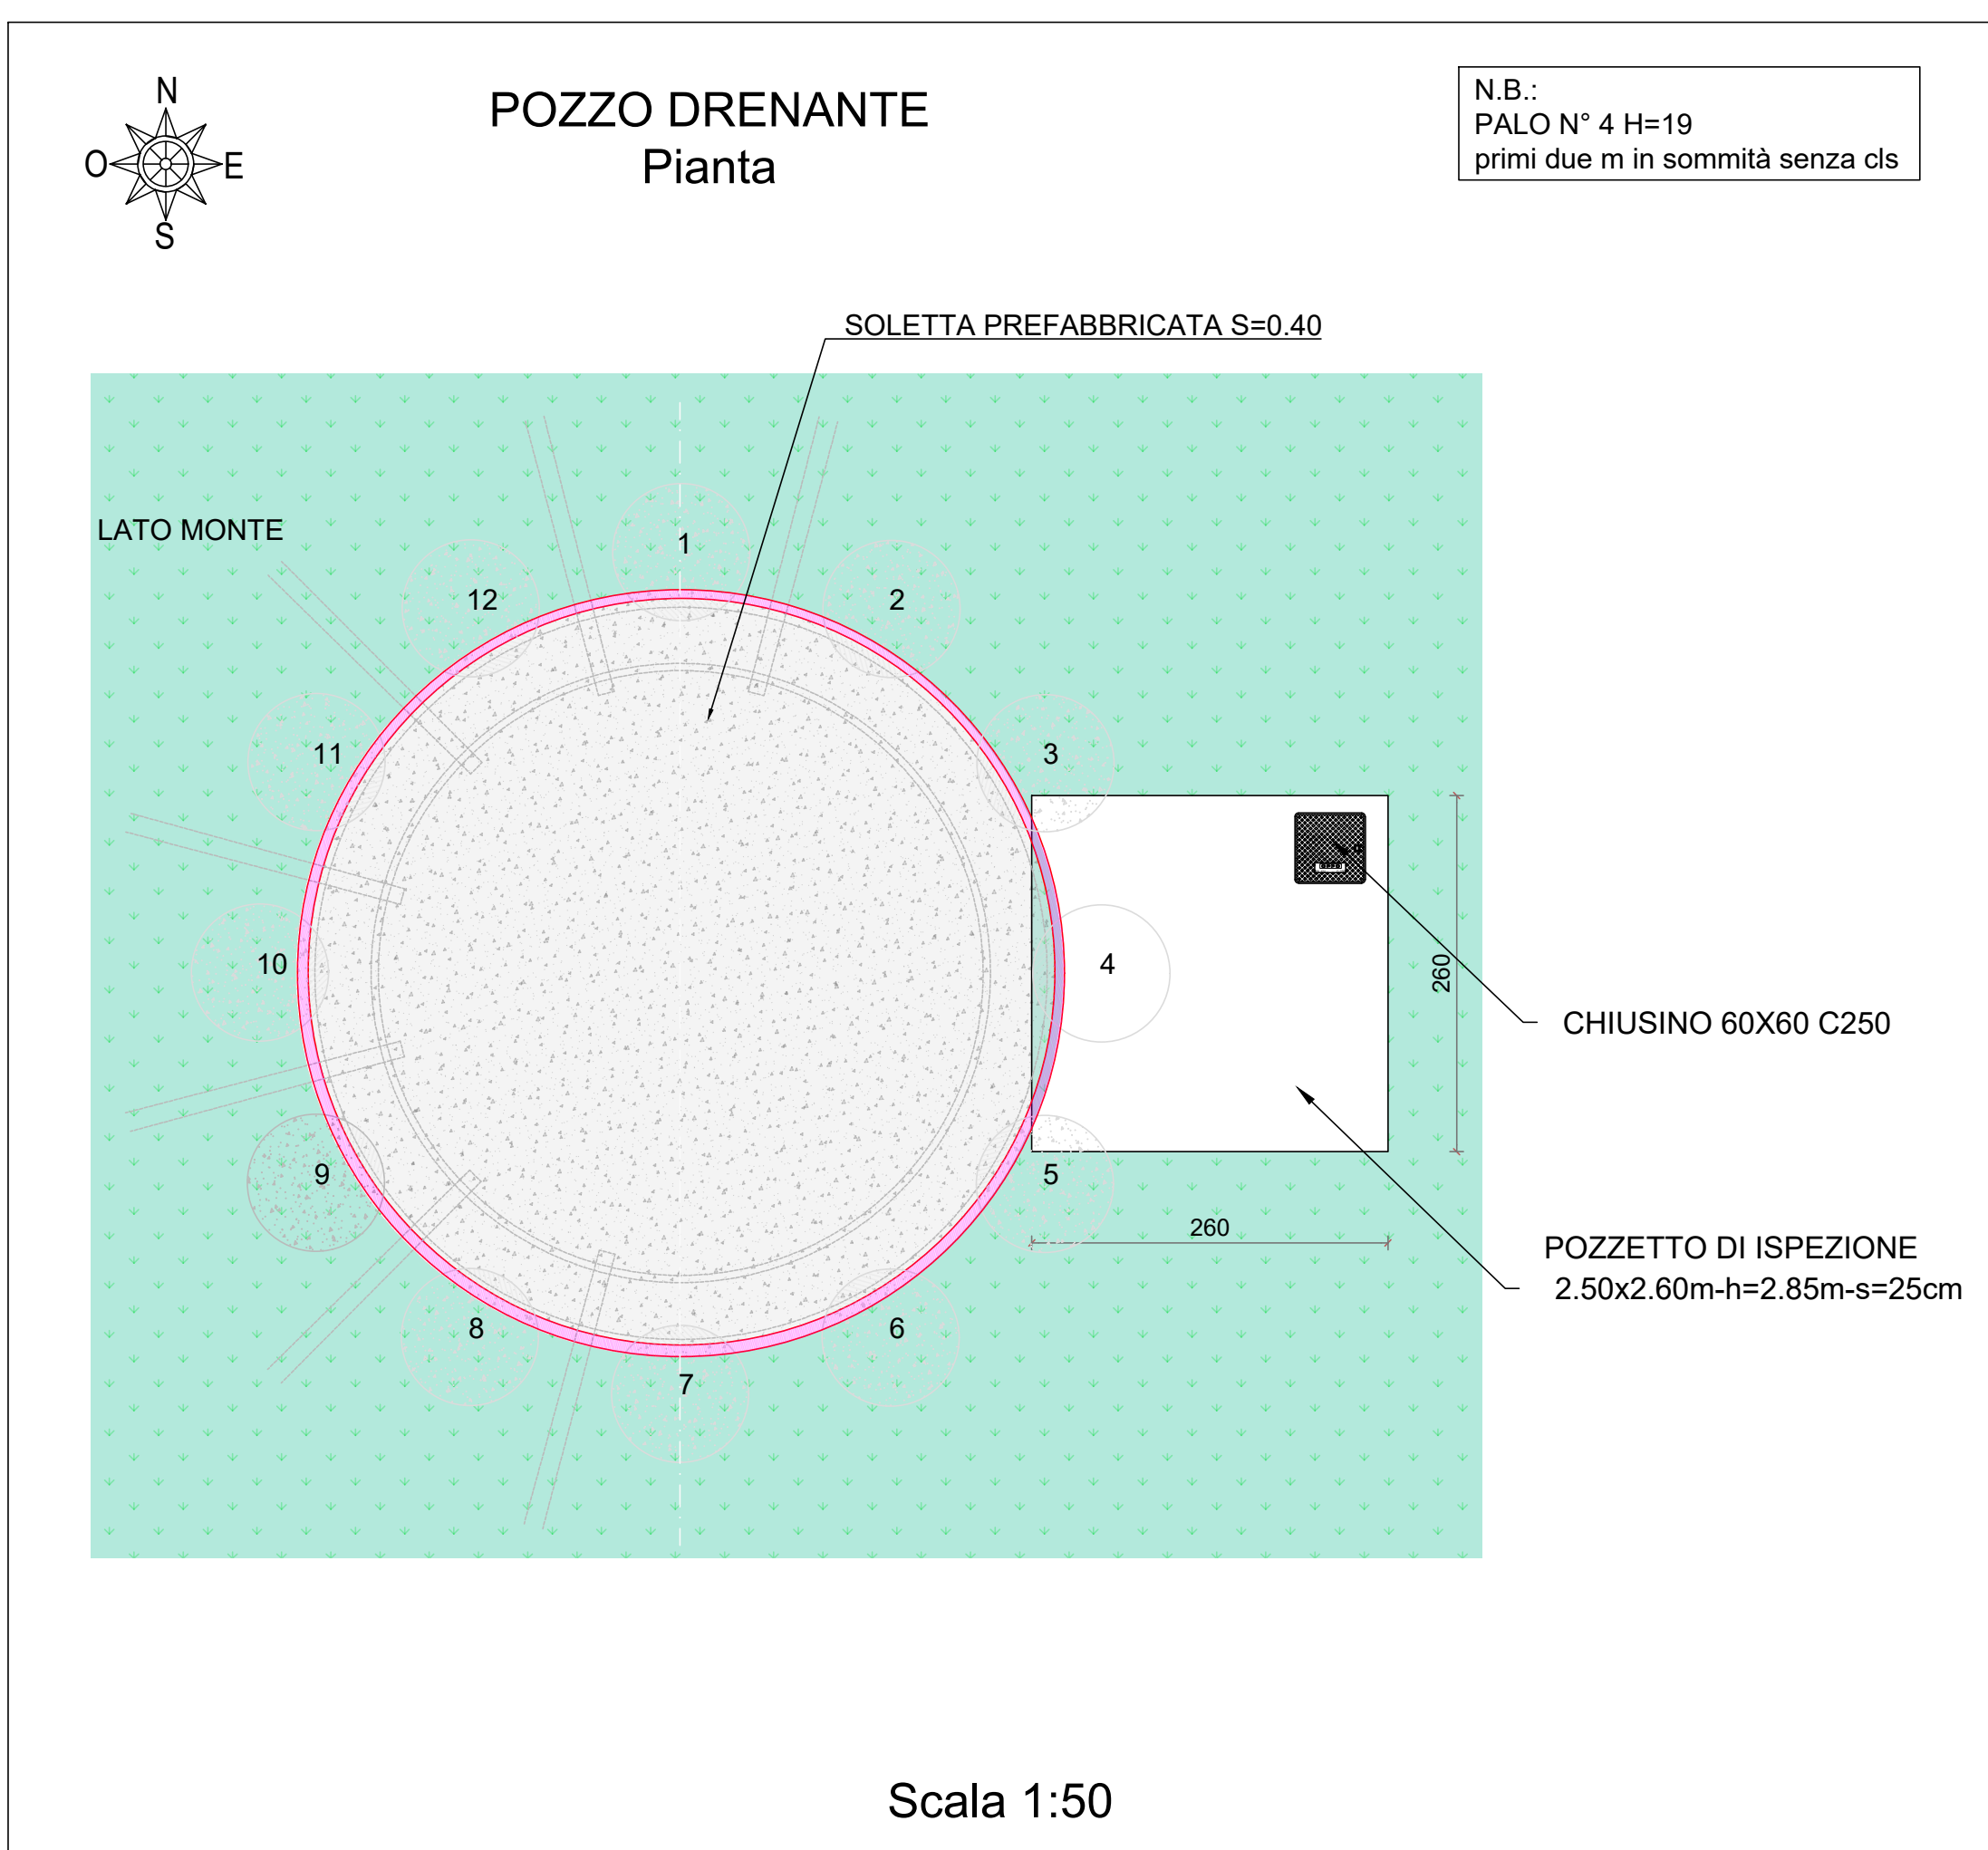 N
O
E
S
POZZO DRENANTE
Pianta
N.B.:
PALO N° 4 H=19
primi due m in sommità senza cls
SOLETTA PREFABBRICATA S=0.40
LATO MONTE
1
12
2
11
3
10
4
260
CHIUSINO 60X60 C250
9
5
260
POZZETTO DI ISPEZIONE
2.50x2.60m-h=2.85m-s=25cm
8
6
7
Scala 1:50